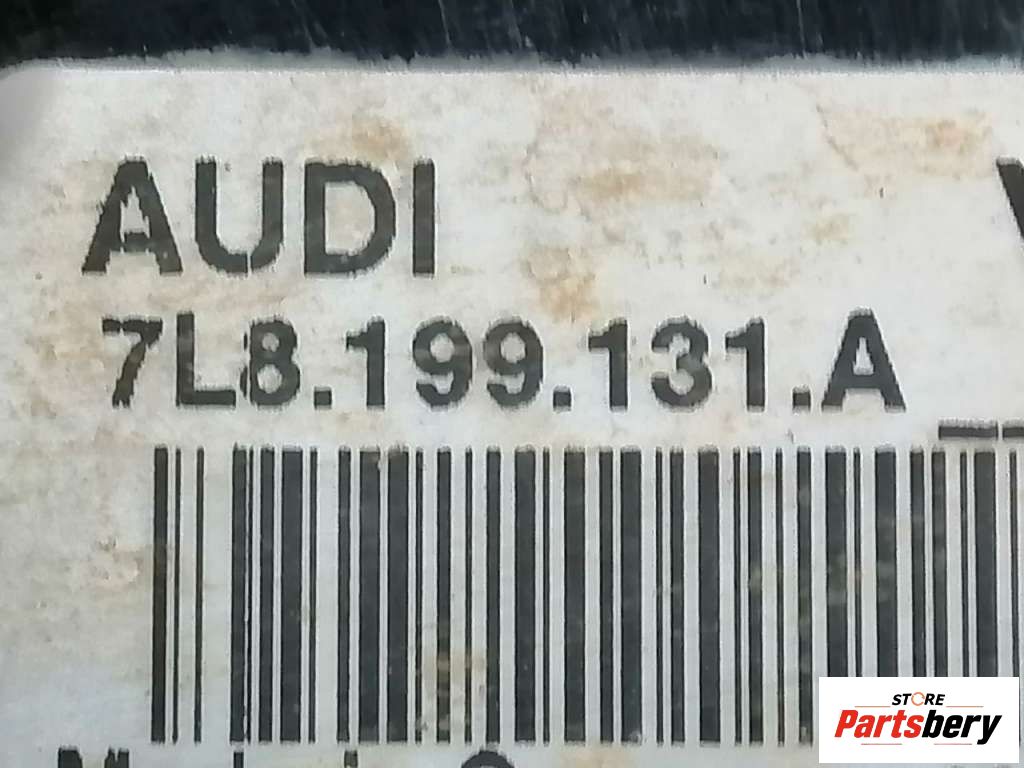 AUDI
7L8.199.131.A
STORE
Partsbery